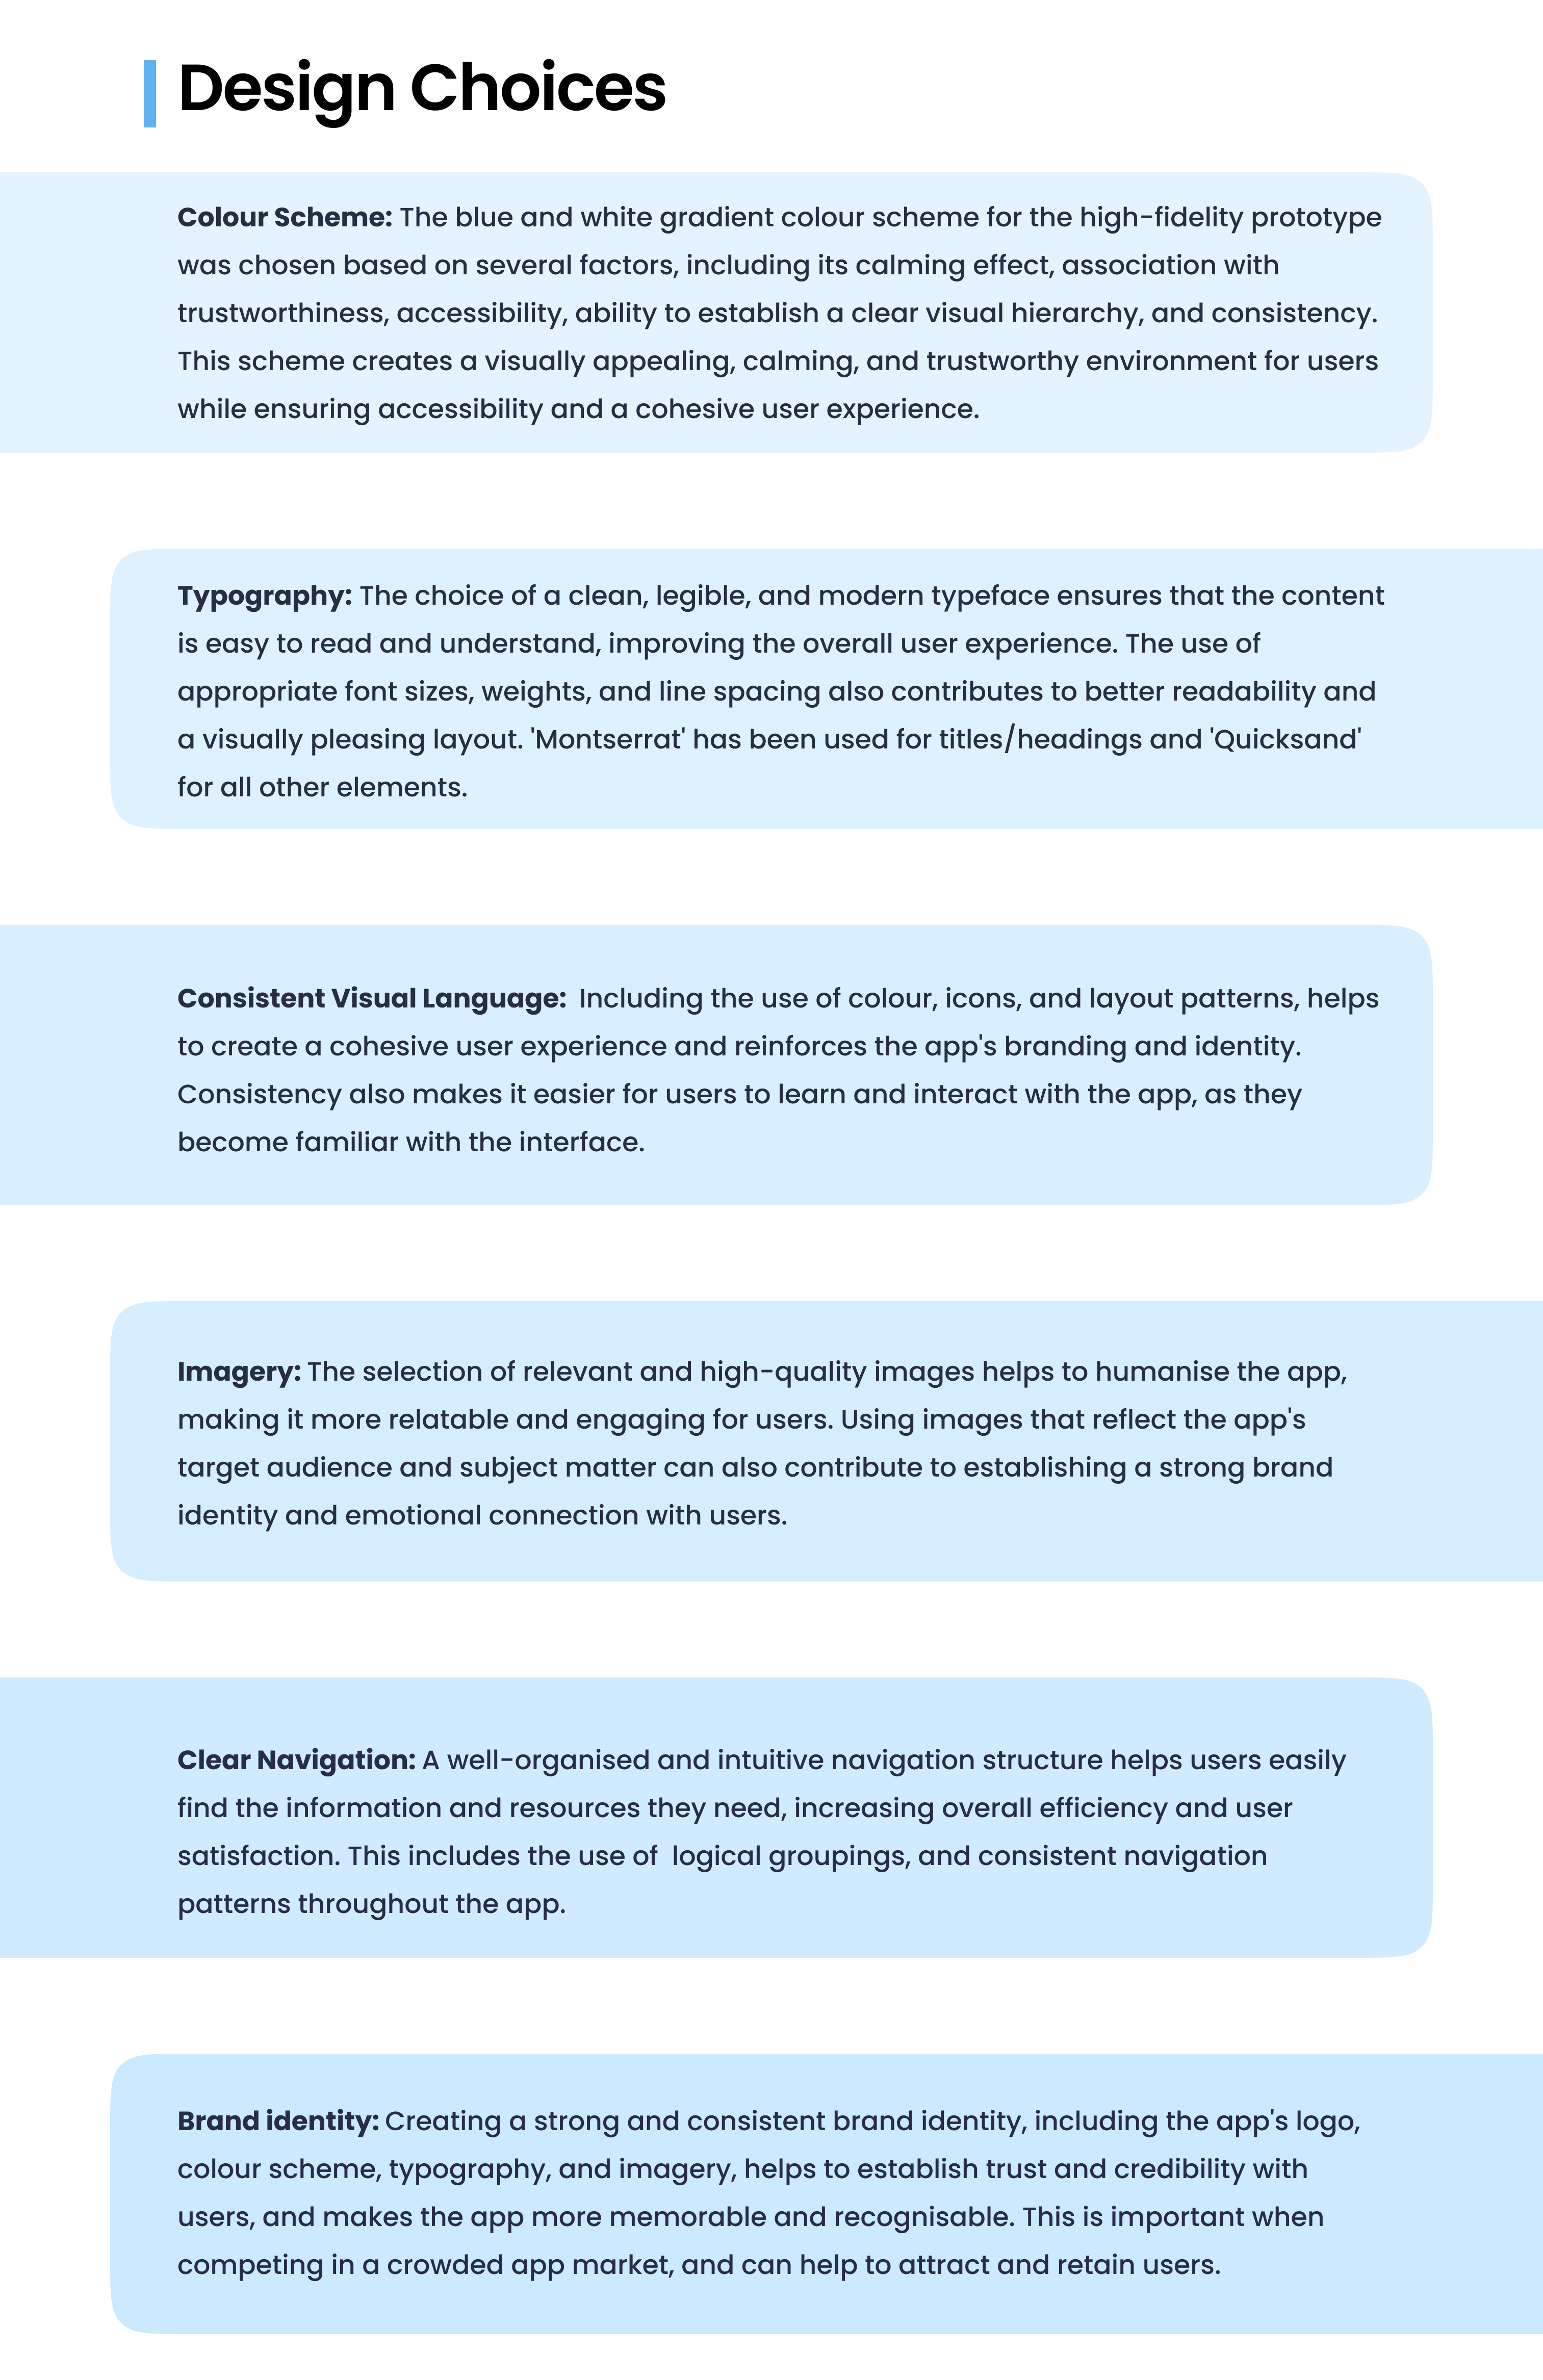 Design Choices
Colour Scheme: The blue and white gradient colour scheme for the high-fidelity prototype
was chosen based on several factors, including its calming effect, association with
trustworthiness, accessibility, ability to establish a clear visual hierarchy, and consistency.
This scheme creates a visually appealing, calming, and trustworthy environment for users
while ensuring accessibility and a cohesive user experience.
Typography: The choice of a clean, legible, and modern typeface ensures that the content
is easy to read and understand, improving the overall user experience. The use of
appropriate font sizes, weights, and line spacing also contributes to better readability and
a visually pleasing layout. 'Montserrat' has been used for titles/headings and 'Quicksand'
for all other elements.
Consistent Visual Language:  Including the use of colour, icons, and layout patterns, helps
to create a cohesive user experience and reinforces the app's branding and identity.
Consistency also makes it easier for users to learn and interact with the app, as they
become familiar with the interface.
Imagery: The selection of relevant and high-quality images helps to humanise the app,
making it more relatable and engaging for users. Using images that reflect the app's
target audience and subject matter can also contribute to establishing a strong brand
identity and emotional connection with users.
Clear Navigation: A well-organised and intuitive navigation structure helps users easily
find the information and resources they need, increasing overall efficiency and user
satisfaction. This includes the use of  logical groupings, and consistent navigation
patterns throughout the app.
Brand identity: Creating a strong and consistent brand identity, including the app's logo,
colour scheme, typography, and imagery, helps to establish trust and credibility with
users, and makes the app more memorable and recognisable. This is important when
competing in a crowded app market, and can help to attract and retain users.